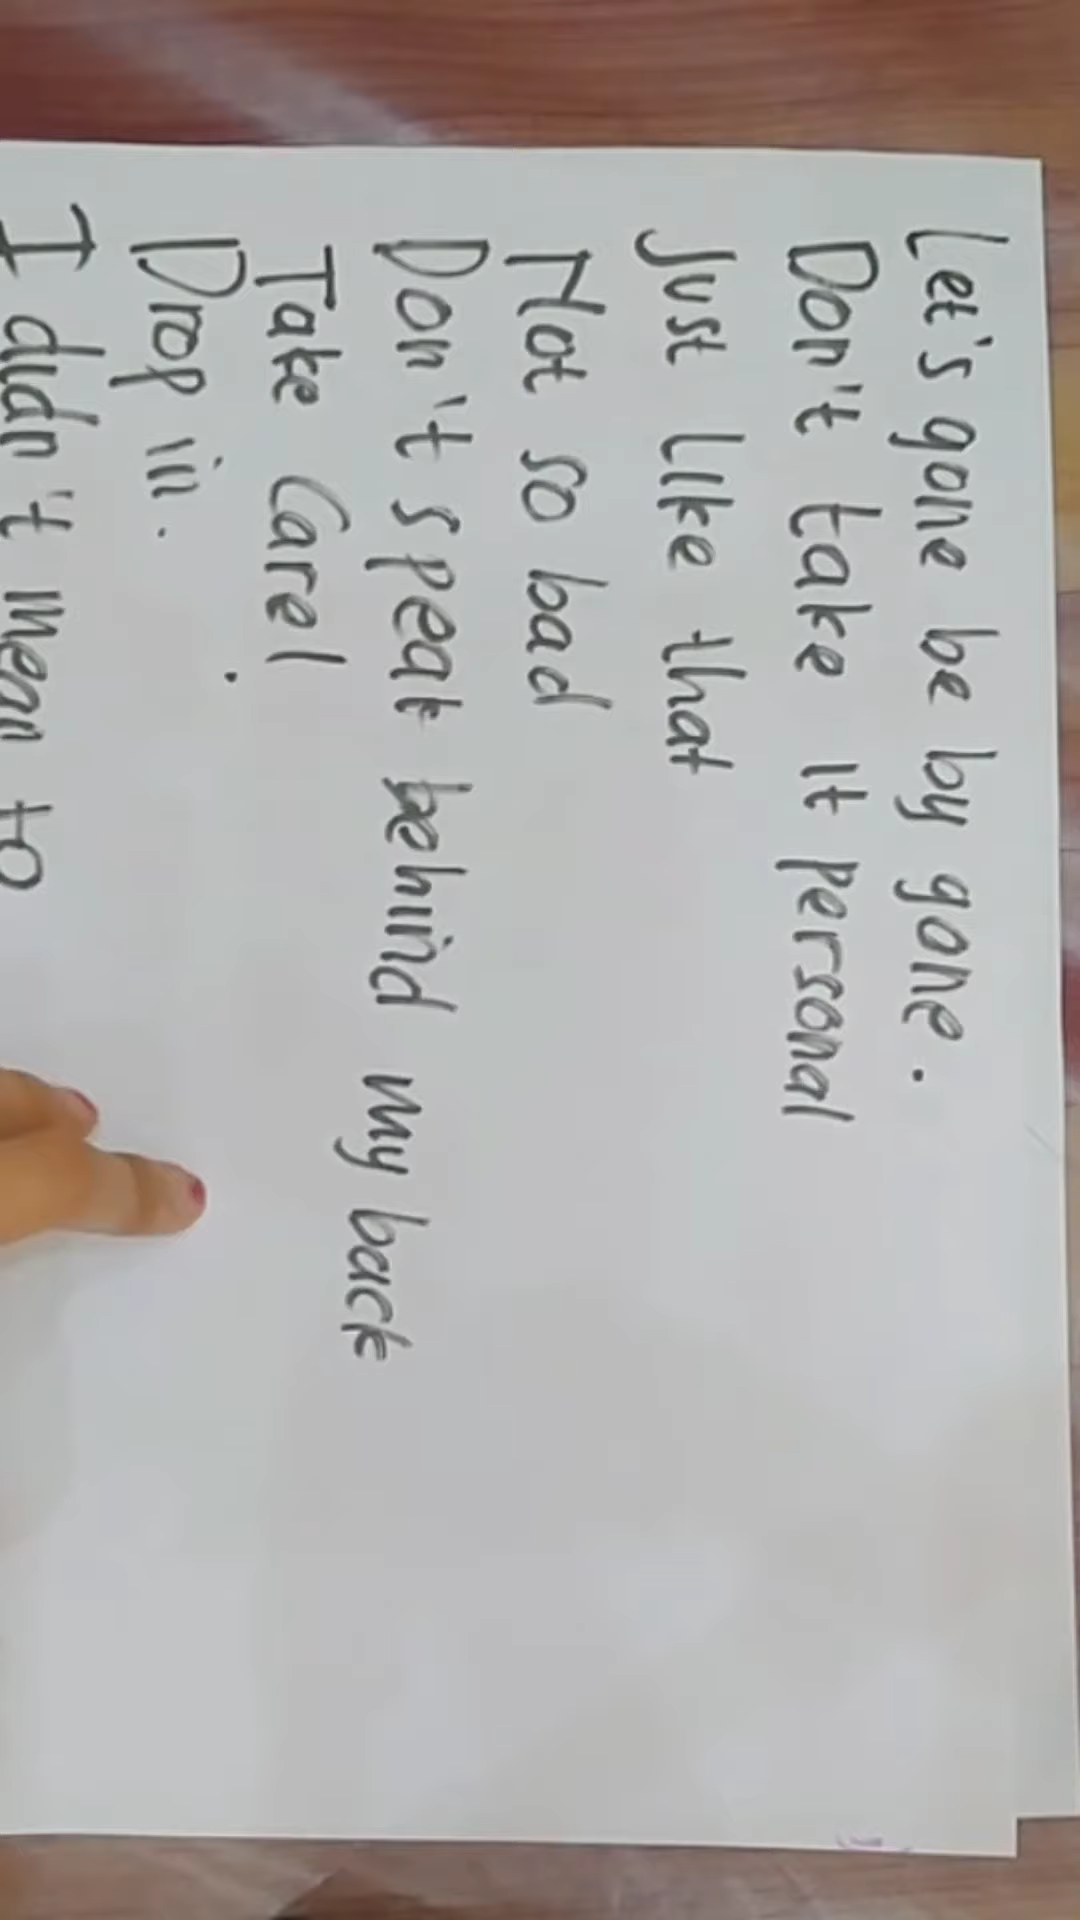 Let's gone be by gone.
Don't take it personal
Just like that
Not so bad
Don't speak behind my back
Take care!
Drop in.
I didn't mean to